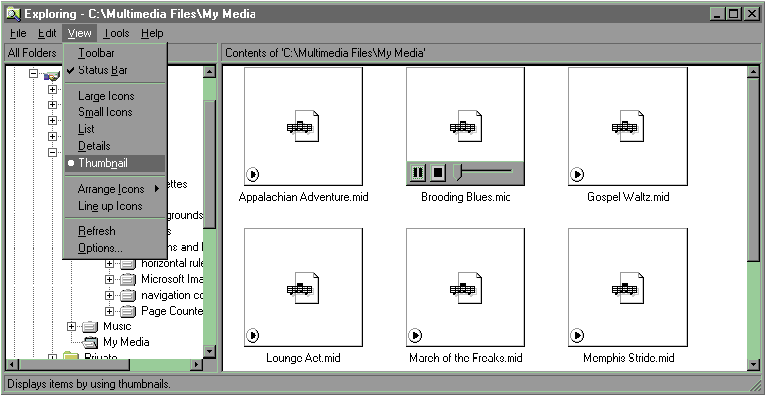 Exploring - C:\Multimedia Files\My Media
File Edit View Tools Help
All Folders
Contents of 'C:\Multimedia Files\My Media'
Toolbar
Status Bar
Large Icons
Small Icons
List
Details
Thumbnail
Arrange Icons
Line up Icons
Refresh
Options...
ettes
grounds
s
ns and l
horizontal rule
Microsoft Ima
navigation co
Page Counte
Music
My Media
Private
Appalachian Adventure.mid
Brooding Blues.mid
Gospel Waltz.mid
Lounge Act.mid
March of the Freaks.mid
Memphis Stride.mid
Displays items by using thumbnails.